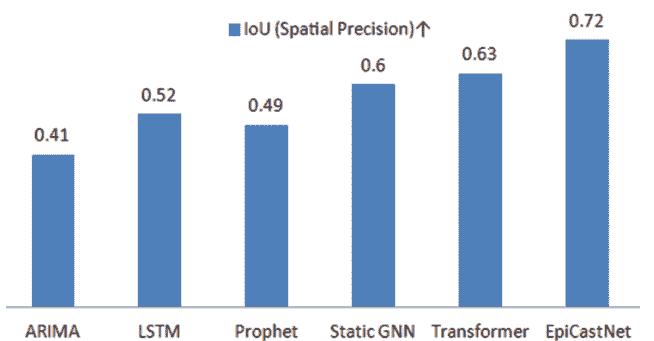 IoU (Spatial Precision)↑
0.41
0.52
0.49
0.6
0.63
0.72
ARIMA
LSTM
Prophet
Static GNN
Transformer
EpiCastNet